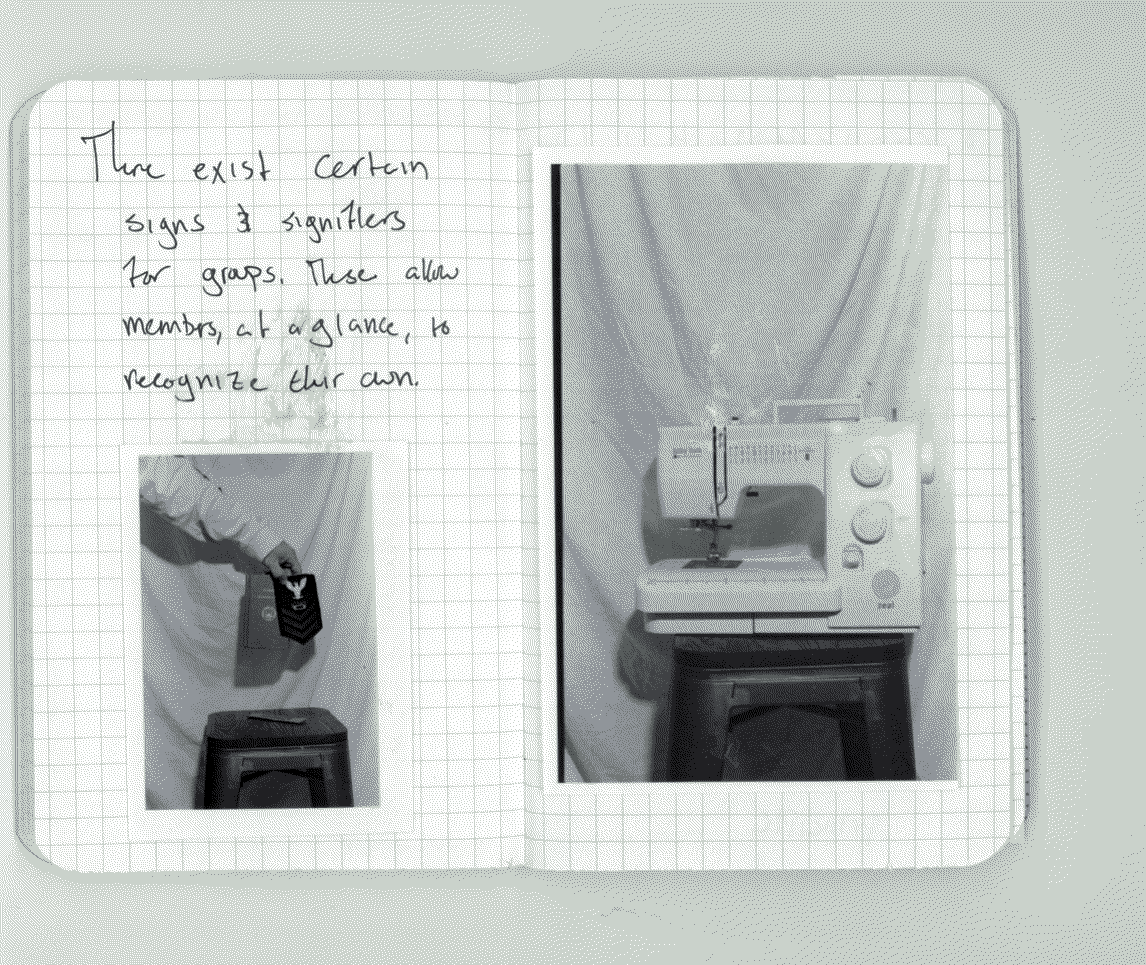 There exist certain
signs & signifiers
for groups. These allow
members, at a glance, to
recognize their own.